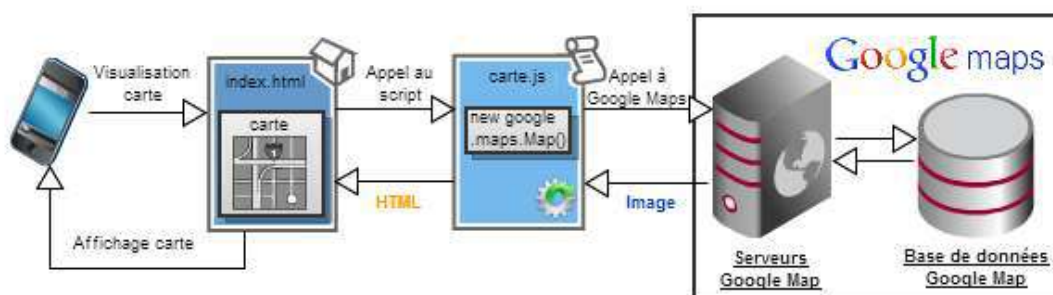 Visualisation
carte
index.html
carte
1
Appel au
script
carte.js
new google
.maps.Map()
Appel à
Google Maps
Google maps
HTML
Image
Affichage carte
Serveurs
Google Map
Base de données
Google Map